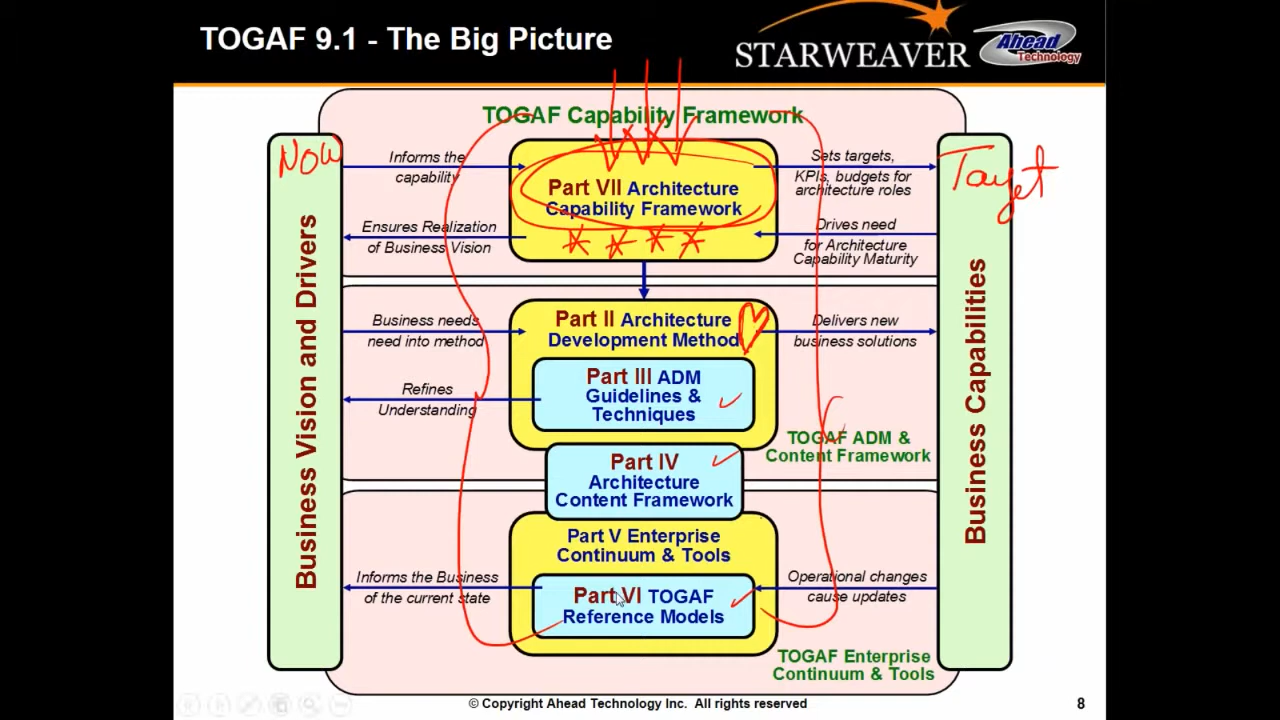 TOGAF 9.1 - The Big Picture
STARWEAVER
Ahead
Technology
TOGAF Capability Framework
Now
Target
Business Vision and Drivers
Business Capabilities
Informs the
capability
Part VII Architecture
Capability Framework
Sets targets,
KPIs, budgets for
architecture roles
Ensures Realization
of Business Vision
Drives need
for Architecture
Capability Maturity
Business needs
need into method
Part II Architecture
Development Method
Delivers new
business solutions
Part III ADM
Guidelines &
Techniques
Refines
Understanding
TOGAF ADM &
Content Framework
Part IV
Architecture
Content Framework
Part V Enterprise
Continuum & Tools
Informs the Business
of the current state
Part VI TOGAF
Reference Models
Operational changes
cause updates
TOGAF Enterprise
Continuum & Tools
© Copyright Ahead Technology Inc. All rights reserved
8